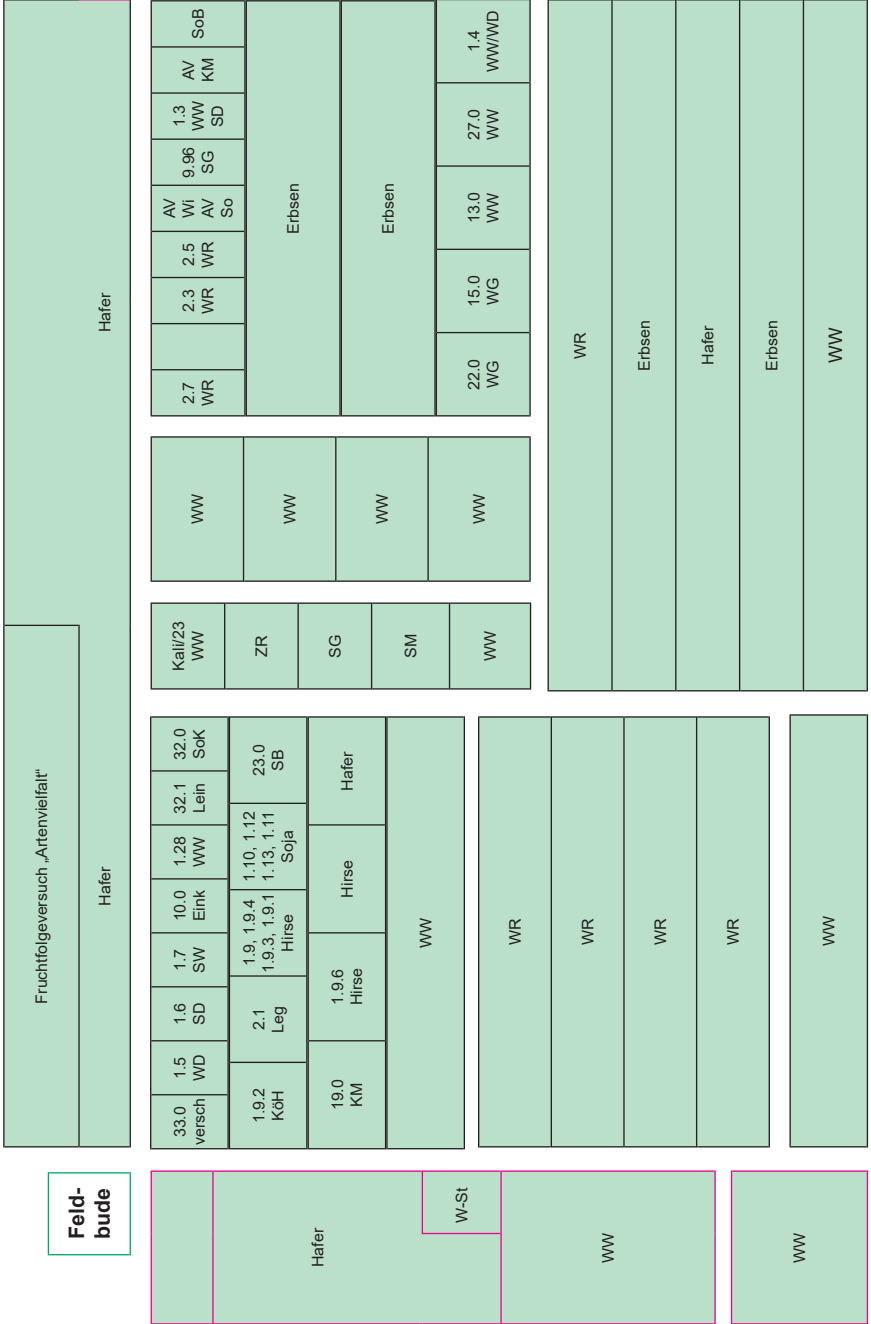 Feld-
bude
Fruchtfolgeversuch „Artenvielfalt“
Hafer
Hafer
33.0
versch
1.5
WD
1.6
SD
1.7
SW
10.0
Eink
1.28
WW
32.1
Lein
32.0
SoK
1.9.2
KöH
2.1
Leg
1.9, 1.9.4
1.9.3, 1.9.1
Hirse
1.10, 1.12
1.13, 1.11
Soja
23.0
SB
19.0
KM
1.9.6
Hirse
Hirse
Hafer
WW
Kali/23
WW
ZR
SG
SM
WW
WW
WW
WW
WW
2.7
WR
2.3
WR
2.5
WR
AV
Wi
AV
So
9.96
SG
1.3
WW
SD
AV
KM
SoB
Erbsen
Erbsen
22.0
WG
15.0
WG
13.0
WW
27.0
WW
1.4
WW/WD
Hafer
W-St
WW
WW
WR
WR
WR
WR
WW
WR
Erbsen
Hafer
Erbsen
WW